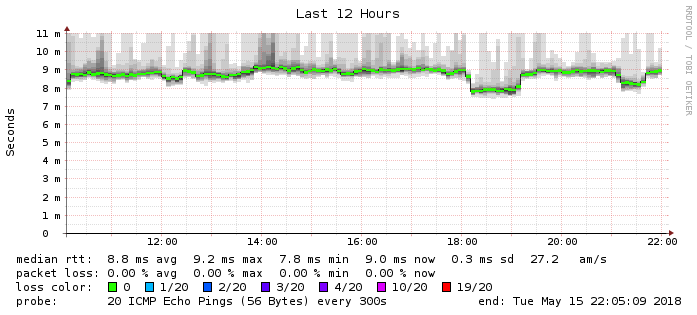 Last 12 Hours
RRDTOOL / TOBI OETIKER
Seconds
11 m
10 m
9 m
8 m
7 m
6 m
5 m
4 m
3 m
2 m
1 m
0
12:00 14:00 16:00 18:00 20:00 22:00
median rtt: 8.8 ms avg 9.2 ms max 7.8 ms min 9.0 ms now 0.3 ms sd 27.2 am/s
packet loss: 0.00 % avg 0.00 % max 0.00 % min 0.00 % now
loss color: 0 1/20 2/20 3/20 4/20 10/20 19/20
probe: 20 ICMP Echo Pings (56 Bytes) every 300s end: Tue May 15 22:05:09 2018